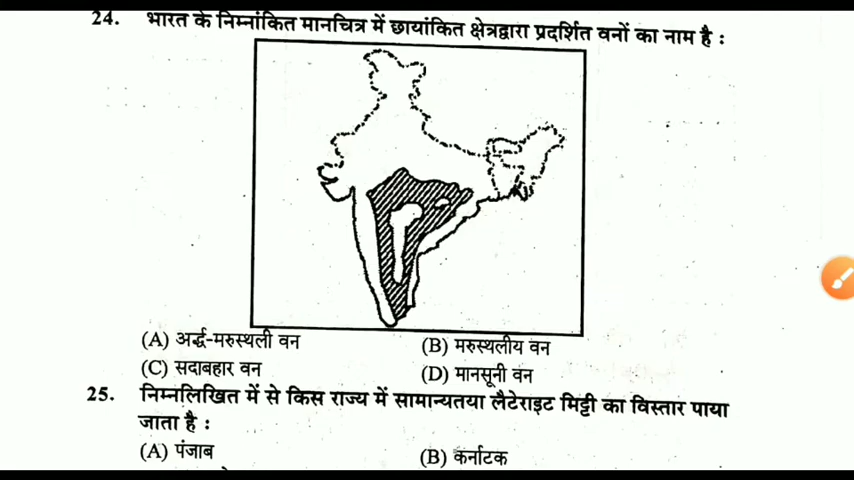 24. भारत के निम्नांकित मानचित्र में छायांकित क्षेत्रद्वारा प्रदर्शित वनों का नाम है :
(A) अर्द्ध-मरुस्थली वन
(B) मरुस्थलीय वन
(C) सदाबहार वन
(D) मानसूनी वन
25. निम्नलिखित में से किस राज्य में सामान्यतया लैटेराइट मिट्टी का विस्तार पाया
जाता है :
(A) पंजाब
(B) कर्नाटक